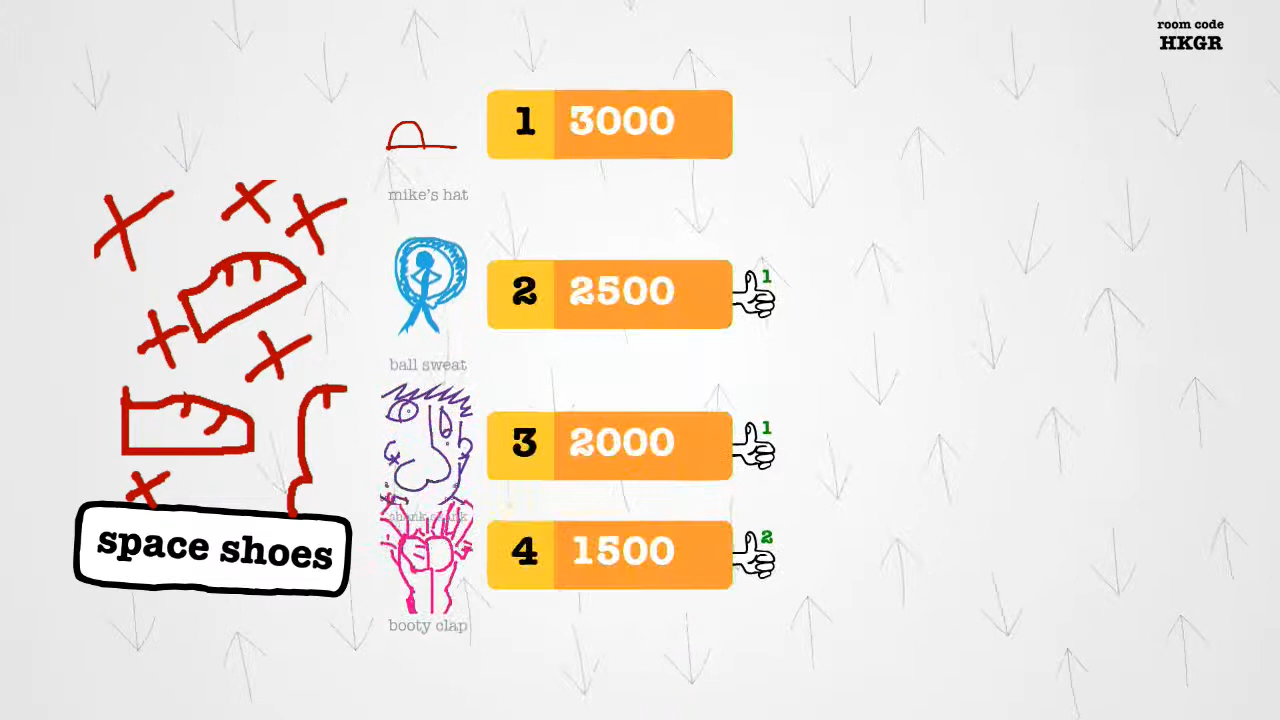 room code
HKGR
1 3000
mike's hat
2 2500
1
ball sweat
3 2000
1
4 1500
2
booty clap
space shoes